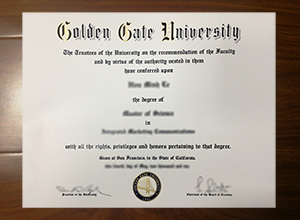 Golden Gate University
The Trustees of the University on the recommendation of the Faculty
and by virtue of the authority vested in them
have conferred upon
the degree of
Master of Science
in
Integrated Marketing Communications
with all the rights, privileges and honors pertaining to that degree.
Given at San Francisco, in the State of California,